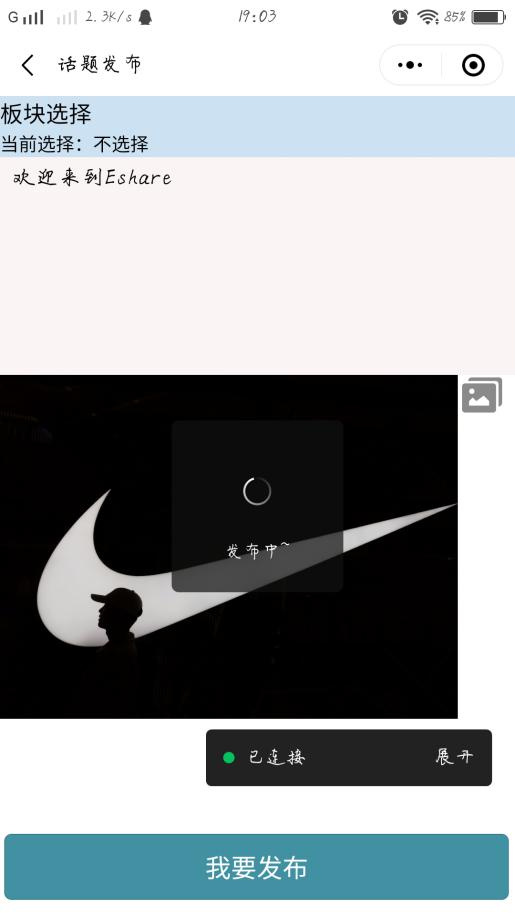 G 2.3K/s 19:03 85%
话题发布
板块选择
当前选择：不选择
欢迎来到Eshare
发布中~
已连接 展开
我要发布